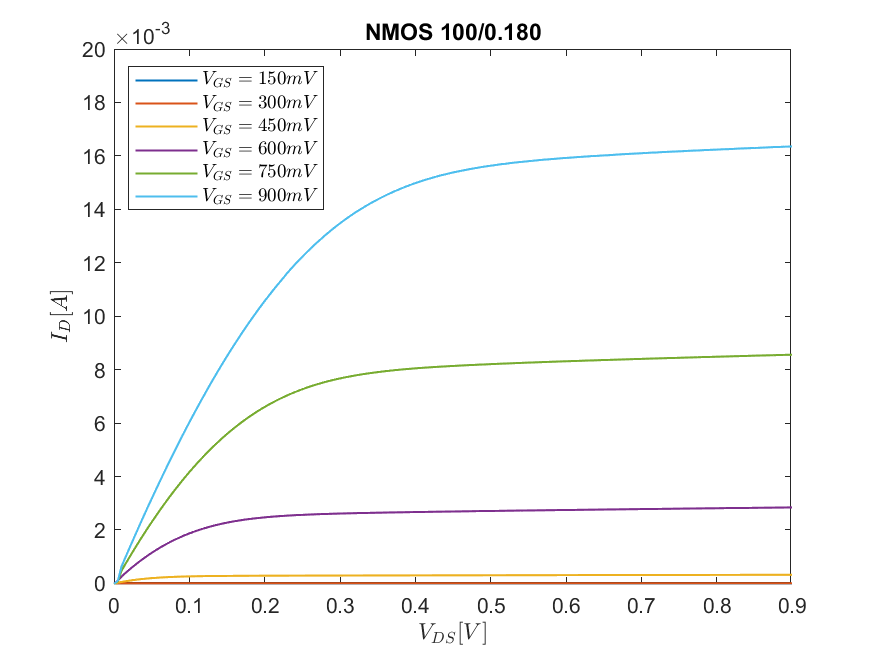 NMOS 100/0.180
×10⁻³
20
18
16
14
12
10
8
6
4
2
0
V_GS = 150mV
V_GS = 300mV
V_GS = 450mV
V_GS = 600mV
V_GS = 750mV
V_GS = 900mV
I_D[A]
0 0.1 0.2 0.3 0.4 0.5 0.6 0.7 0.8 0.9
V_DS[V]